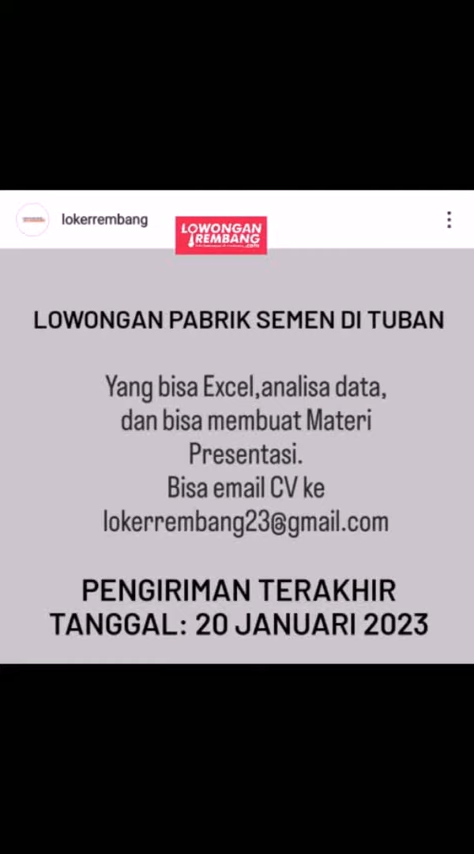 lokerrembang
LOWONGAN
REMBANG
.com
LOWONGAN PABRIK SEMEN DI TUBAN
Yang bisa Excel,analisa data,
dan bisa membuat Materi
Presentasi.
Bisa email CV ke
lokerrembang23@gmail.com
PENGIRIMAN TERAKHIR
TANGGAL: 20 JANUARI 2023